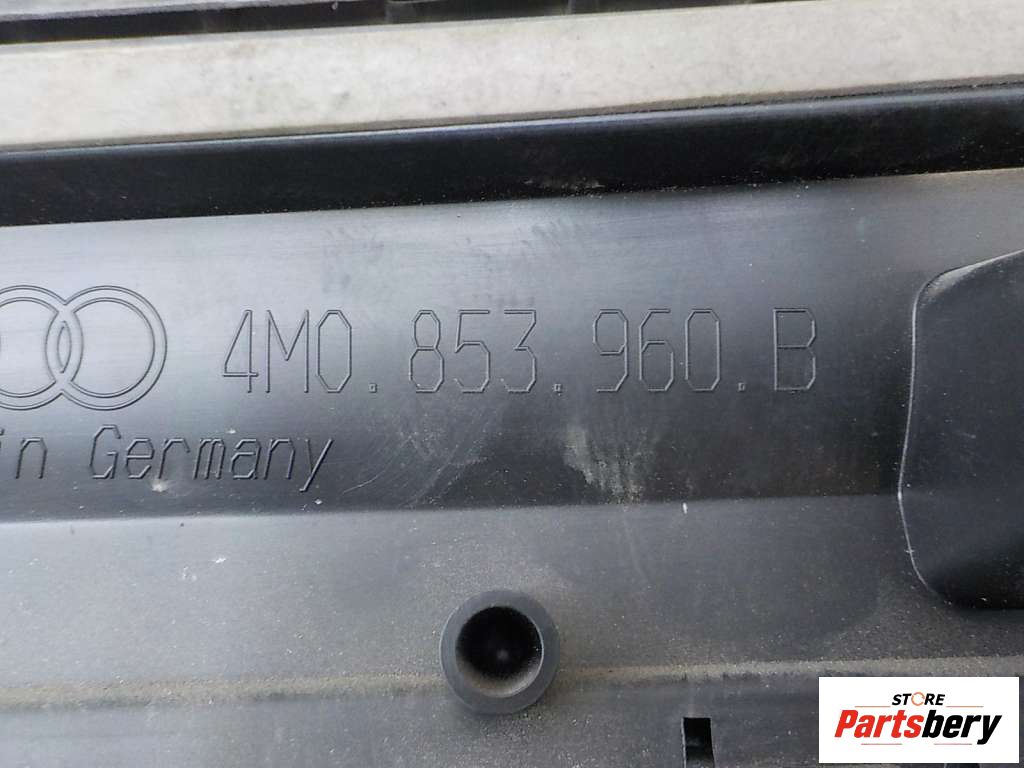 4M0.853.960.B
in Germany
STORE
Partsbery